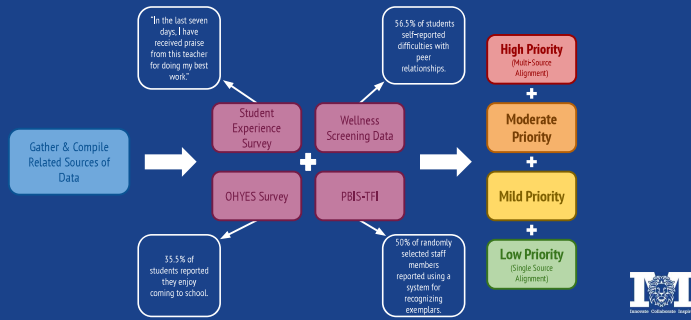 "In the last seven
days, I have
received praise
from this teacher
for doing my best
work."
56.5% of students
self-reported
difficulties with
peer
relationships.
High Priority
(Multi-Source
Alignment)
+
Student
Experience
Survey
Wellness
Screening Data
Moderate
Priority
Gather & Compile
Related Sources of
Data
+
+
OHYES Survey
PBIS-TFI
Mild Priority
+
35.5% of
students reported
they enjoy
coming to school.
50% of randomly
selected staff
members
reported using a
system for
recognizing
exemplars.
Low Priority
(Single Source
Alignment)
Innovate Collaborate Inspire